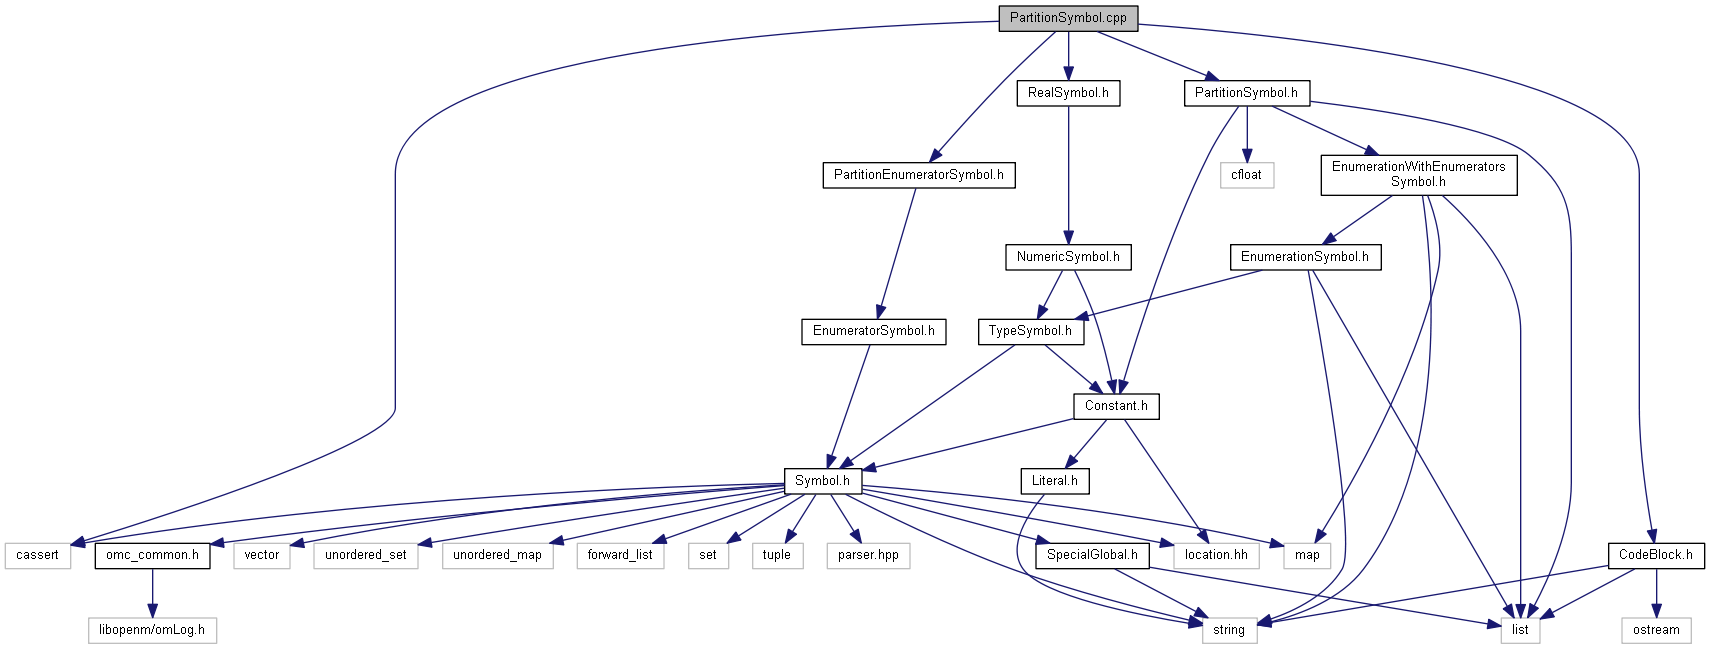 PartitionSymbol.cpp
RealSymbol.h
PartitionSymbol.h
PartitionEnumeratorSymbol.h
cfloat
EnumerationWithEnumerators
Symbol.h
NumericSymbol.h
EnumerationSymbol.h
EnumeratorSymbol.h
TypeSymbol.h
Constant.h
Symbol.h
Literal.h
cassert
omc_common.h
vector
unordered_set
unordered_map
forward_list
set
tuple
parser.hpp
SpecialGlobal.h
location.hh
map
CodeBlock.h
libopenm/omLog.h
string
list
ostream